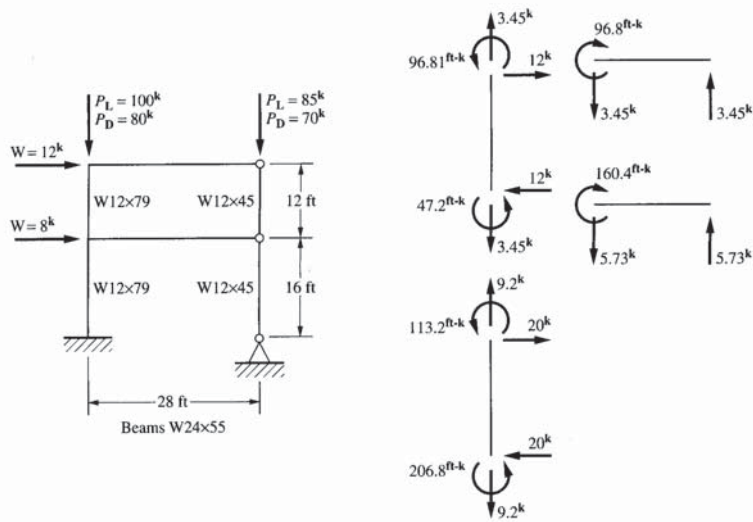 P_L = 100^k
P_D = 80^k
P_L = 85^k
P_D = 70^k
W = 12^k
W12×79
W12×45
12 ft
W = 8^k
W12×79
W12×45
16 ft
28 ft
Beams W24×55
3.45^k
96.81^ft-k
12^k
12^k
47.2^ft-k
3.45^k
96.8^ft-k
3.45^k
3.45^k
160.4^ft-k
5.73^k
5.73^k
9.2^k
113.2^ft-k
20^k
20^k
206.8^ft-k
9.2^k